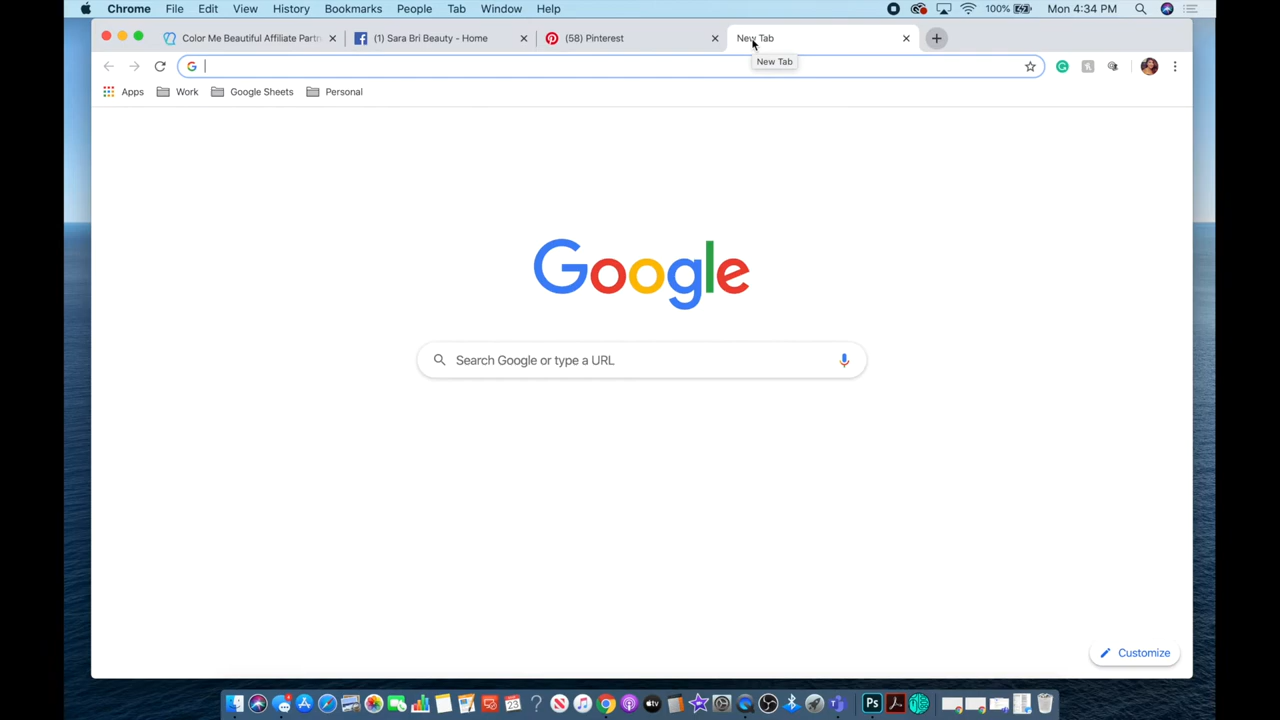 Chrome File Edit View History Bookmarks People Tab Window Help 100% Mon 4:34 PM
Color Me Beautiful Affiliate Partn (1) Sara Bri Beauty - Home (58) Pinterest New Tab
New Tab
Apps Work Google Sheets Personal
Google
Search Google or type a URL
Customize
Ps